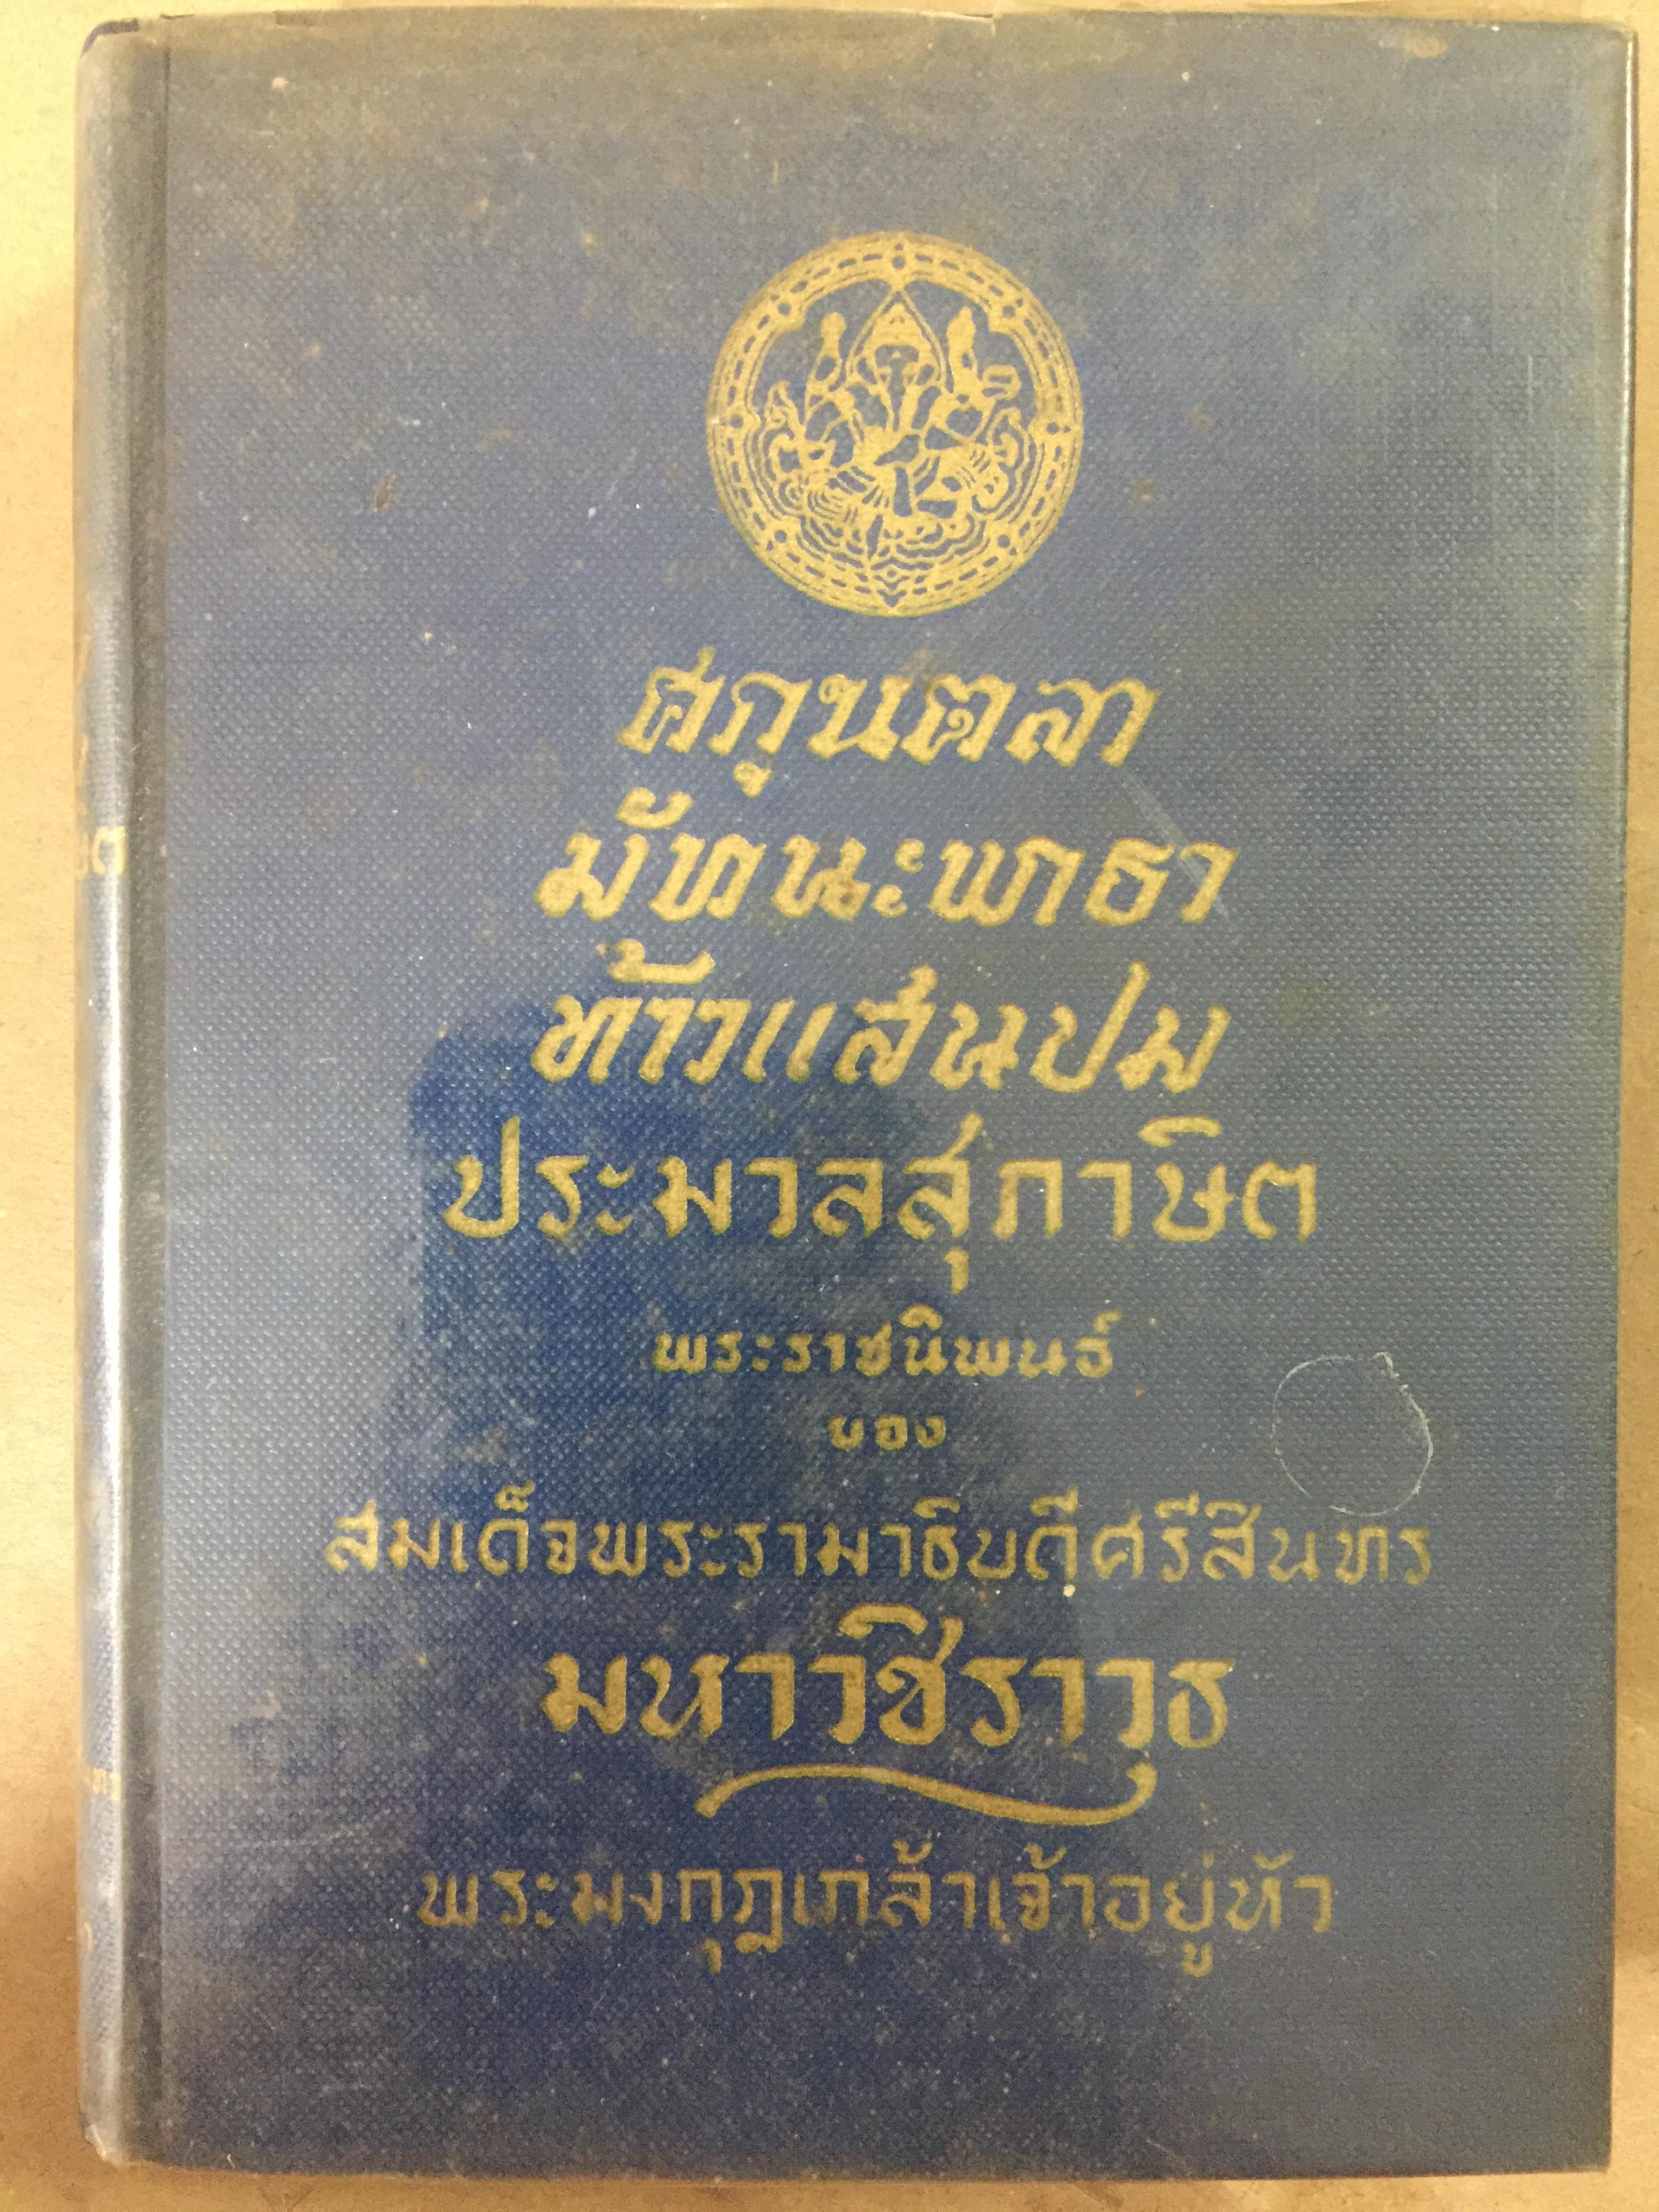 ศกุนตลา
มัทนะพาธา
ท้าวแสนปม
ประมวลสุภาษิต
พระราชนิพนธ์
ของ
สมเด็จพระรามาธิบดีศรีสินทร
มหาวชิราวุธ
พระมงกุฎเกล้าเจ้าอยู่หัว